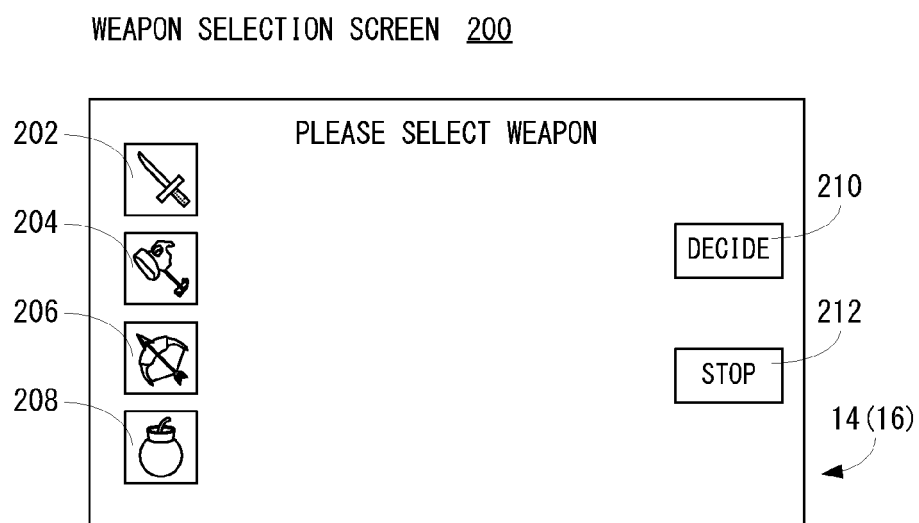 WEAPON SELECTION SCREEN 200
PLEASE SELECT WEAPON
202
204
206
208
210
DECIDE
212
STOP
14(16)